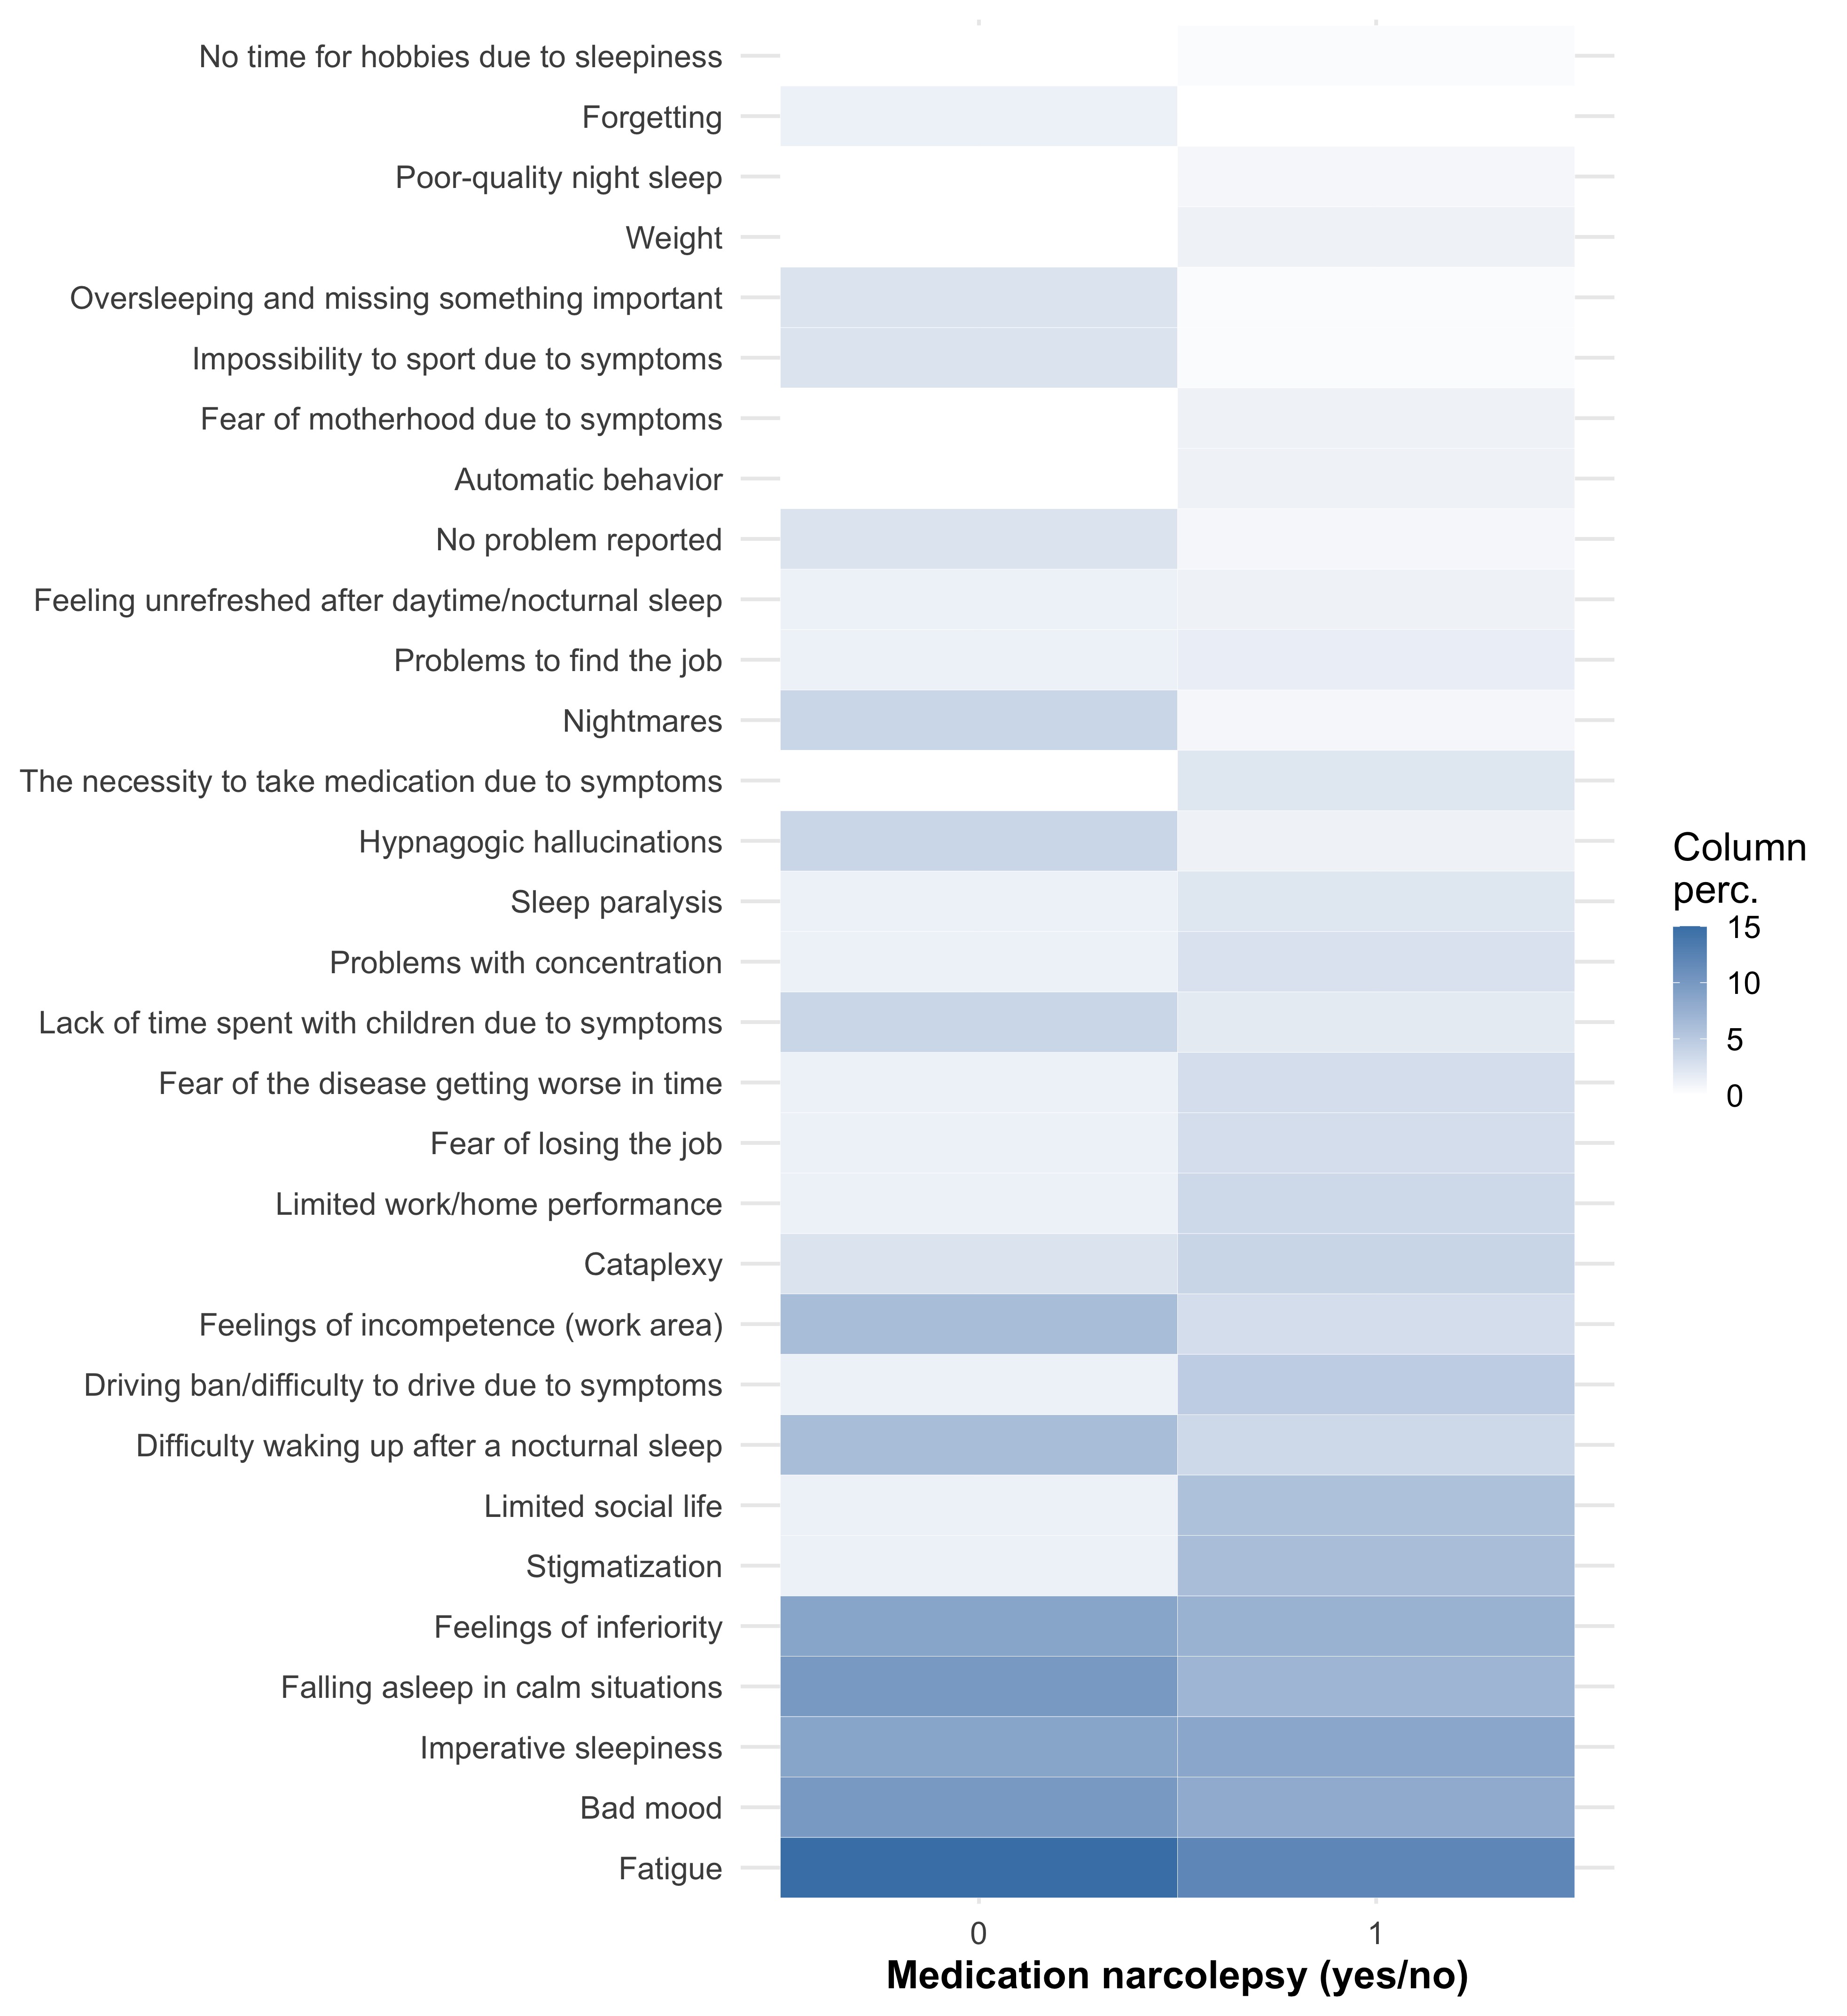 No time for hobbies due to sleepiness
Forgetting
Poor-quality night sleep
Weight
Oversleeping and missing something important
Impossibility to sport due to symptoms
Fear of motherhood due to symptoms
Automatic behavior
No problem reported
Feeling unrefreshed after daytime/nocturnal sleep
Problems to find the job
Nightmares
The necessity to take medication due to symptoms
Hypnagogic hallucinations
Sleep paralysis
Problems with concentration
Lack of time spent with children due to symptoms
Fear of the disease getting worse in time
Fear of losing the job
Limited work/home performance
Cataplexy
Feelings of incompetence (work area)
Driving ban/difficulty to drive due to symptoms
Difficulty waking up after a nocturnal sleep
Limited social life
Stigmatization
Feelings of inferiority
Falling asleep in calm situations
Imperative sleepiness
Bad mood
Fatigue
0 1
Medication narcolepsy (yes/no)
Column
perc.
15
10
5
0